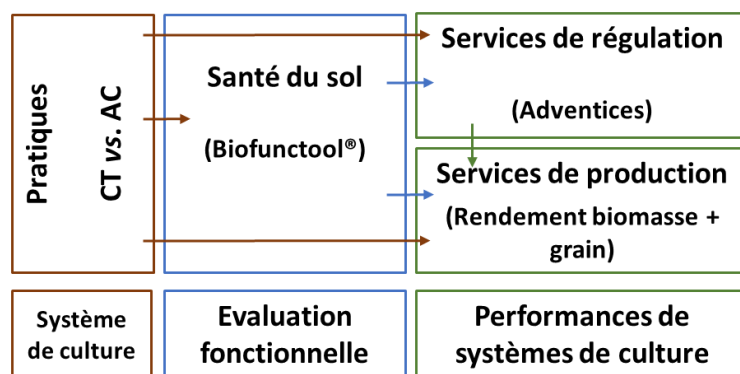 Pratiques
CT vs. AC
Santé du sol
(Biofunctool®)
Services de régulation
(Adventices)
Services de production
(Rendement biomasse +
grain)
Système
de culture
Evaluation
fonctionnelle
Performances de
systèmes de culture